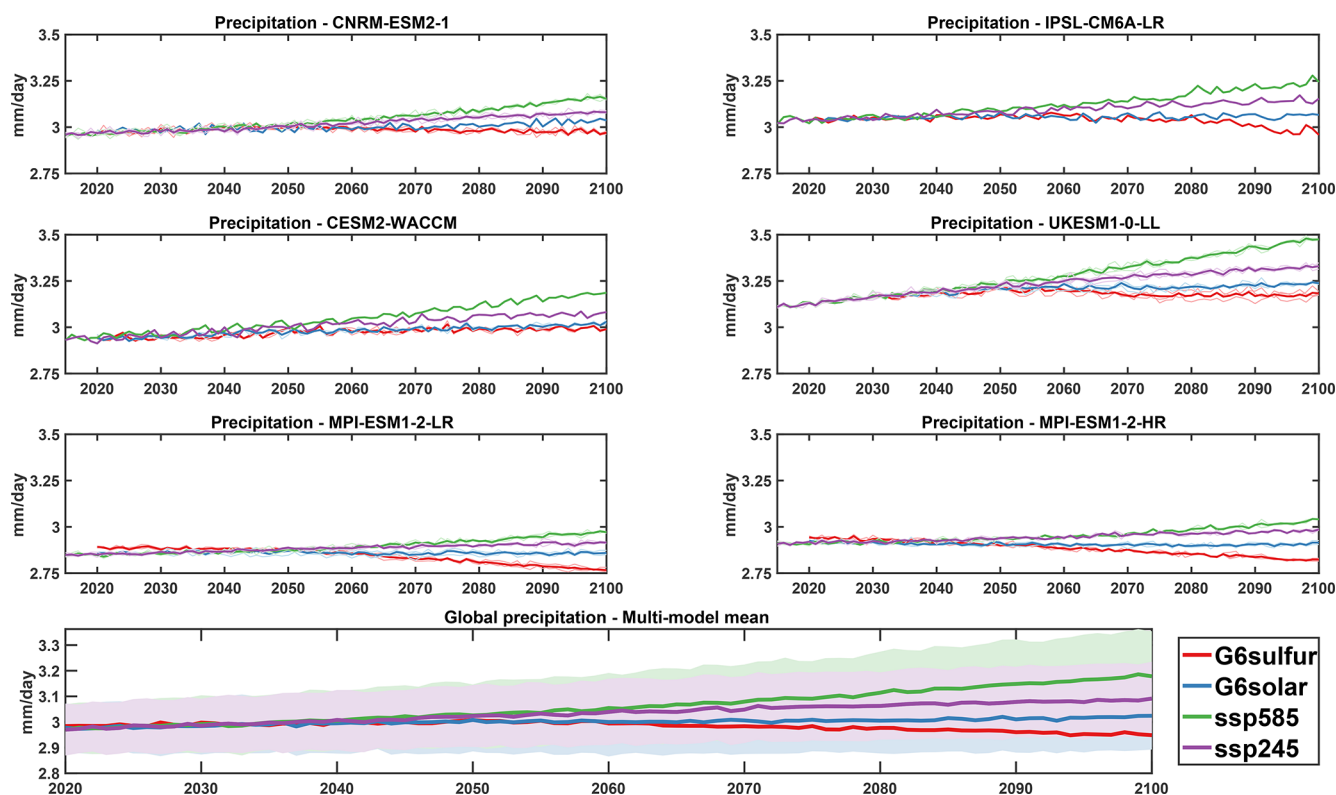 Precipitation - CNRM-ESM2-1
3.5
3.25
3
2.75
mm/day
2020 2030 2040 2050 2060 2070 2080 2090 2100
Precipitation - IPSL-CM6A-LR
3.5
3.25
3
2.75
mm/day
2020 2030 2040 2050 2060 2070 2080 2090 2100
Precipitation - CESM2-WACCM
3.5
3.25
3
2.75
mm/day
2020 2030 2040 2050 2060 2070 2080 2090 2100
Precipitation - UKESM1-0-LL
3.5
3.25
3
2.75
mm/day
2020 2030 2040 2050 2060 2070 2080 2090 2100
Precipitation - MPI-ESM1-2-LR
3.5
3.25
3
2.75
mm/day
2020 2030 2040 2050 2060 2070 2080 2090 2100
Precipitation - MPI-ESM1-2-HR
3.5
3.25
3
2.75
mm/day
2020 2030 2040 2050 2060 2070 2080 2090 2100
Global precipitation - Multi-model mean
3.3
3.2
3.1
3
2.9
2.8
mm/day
2020 2030 2040 2050 2060 2070 2080 2090 2100
G6sulfur
G6solar
ssp585
ssp245